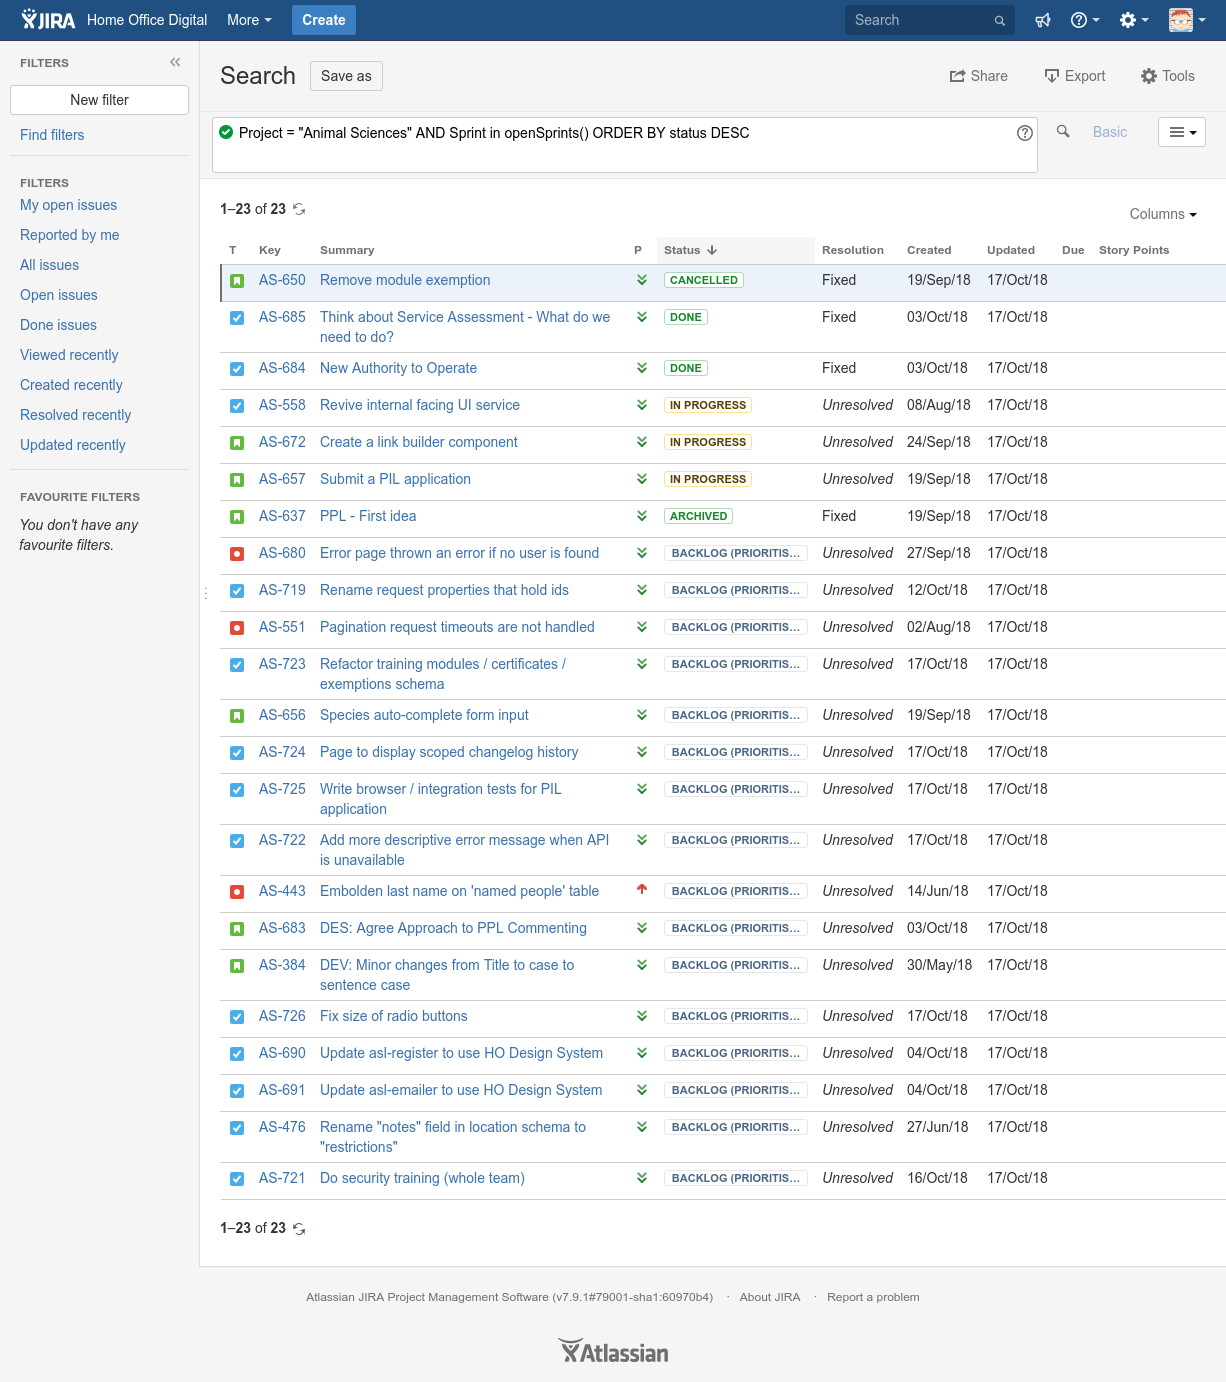 JIRA Home Office Digital More Create Search
FILTERS
New filter
Find filters
FILTERS
My open issues
Reported by me
All issues
Open issues
Done issues
Viewed recently
Created recently
Resolved recently
Updated recently
FAVOURITE FILTERS
You don't have any
favourite filters.
Search Save as Share Export Tools
Project = "Animal Sciences" AND Sprint in openSprints() ORDER BY status DESC
Basic
1–23 of 23
Columns
T Key Summary P Status Resolution Created Updated Due Story Points
AS-650 Remove module exemption CANCELLED Fixed 19/Sep/18 17/Oct/18
AS-685 Think about Service Assessment - What do we DONE Fixed 03/Oct/18 17/Oct/18
need to do?
AS-684 New Authority to Operate DONE Fixed 03/Oct/18 17/Oct/18
AS-558 Revive internal facing UI service IN PROGRESS Unresolved 08/Aug/18 17/Oct/18
AS-672 Create a link builder component IN PROGRESS Unresolved 24/Sep/18 17/Oct/18
AS-657 Submit a PIL application IN PROGRESS Unresolved 19/Sep/18 17/Oct/18
AS-637 PPL - First idea ARCHIVED Fixed 19/Sep/18 17/Oct/18
AS-680 Error page thrown an error if no user is found BACKLOG (PRIORITIS... Unresolved 27/Sep/18 17/Oct/18
AS-719 Rename request properties that hold ids BACKLOG (PRIORITIS... Unresolved 12/Oct/18 17/Oct/18
AS-551 Pagination request timeouts are not handled BACKLOG (PRIORITIS... Unresolved 02/Aug/18 17/Oct/18
AS-723 Refactor training modules / certificates / BACKLOG (PRIORITIS... Unresolved 17/Oct/18 17/Oct/18
exemptions schema
AS-656 Species auto-complete form input BACKLOG (PRIORITIS... Unresolved 19/Sep/18 17/Oct/18
AS-724 Page to display scoped changelog history BACKLOG (PRIORITIS... Unresolved 17/Oct/18 17/Oct/18
AS-725 Write browser / integration tests for PIL BACKLOG (PRIORITIS... Unresolved 17/Oct/18 17/Oct/18
application
AS-722 Add more descriptive error message when API BACKLOG (PRIORITIS... Unresolved 17/Oct/18 17/Oct/18
is unavailable
AS-443 Embolden last name on 'named people' table BACKLOG (PRIORITIS... Unresolved 14/Jun/18 17/Oct/18
AS-683 DES: Agree Approach to PPL Commenting BACKLOG (PRIORITIS... Unresolved 03/Oct/18 17/Oct/18
AS-384 DEV: Minor changes from Title to case to BACKLOG (PRIORITIS... Unresolved 30/May/18 17/Oct/18
sentence case
AS-726 Fix size of radio buttons BACKLOG (PRIORITIS... Unresolved 17/Oct/18 17/Oct/18
AS-690 Update asl-register to use HO Design System BACKLOG (PRIORITIS... Unresolved 04/Oct/18 17/Oct/18
AS-691 Update asl-emailer to use HO Design System BACKLOG (PRIORITIS... Unresolved 04/Oct/18 17/Oct/18
AS-476 Rename "notes" field in location schema to BACKLOG (PRIORITIS... Unresolved 27/Jun/18 17/Oct/18
"restrictions"
AS-721 Do security training (whole team) BACKLOG (PRIORITIS... Unresolved 16/Oct/18 17/Oct/18
1–23 of 23
Atlassian JIRA Project Management Software (v7.9.1#79001-sha1:60970b4) · About JIRA · Report a problem
Atlassian